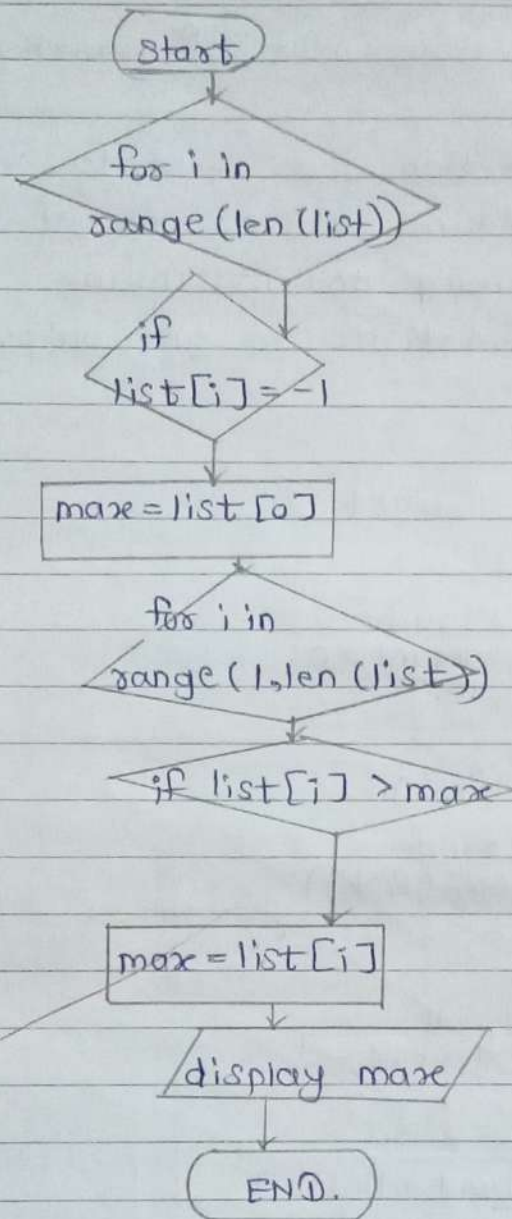 start
for i in
range (len (list))
if
list[i] = -1
max = list [0]
for i in
range (1,len (list))
if list[i] > max
max = list[i]
display max
END.